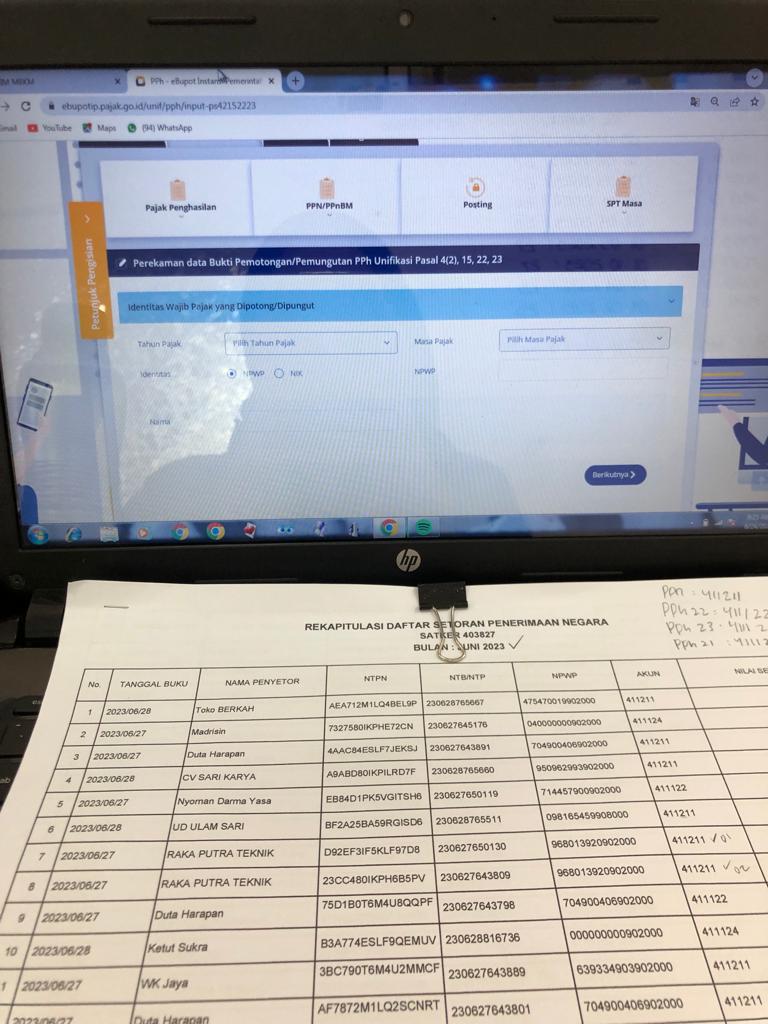 PPh - eBupot Instansi Pemerintah
ebupotip.pajak.go.id/unif/pph/input-ps42152223
YouTube
Maps
(94) WhatsApp
Pajak Penghasilan
PPN/PPnBM
Posting
SPT Masa
Petunjuk Pengisian
Perekaman data Bukti Pemotongan/Pemungutan PPh Unifikasi Pasal 4(2), 15, 22, 23
Identitas Wajib Pajak yang Dipotong/Dipungut
Tahun Pajak Pilih Tahun Pajak Masa Pajak Pilih Masa Pajak
Identitas NPWP NIK NPWP
Nama
Berikutnya
hp
PPN : 411211
PPh 22 : 411122
REKAPITULASI DAFTAR SETORAN PENERIMAAN NEGARA
PPh 23 :
SATKER 403827
PPh 21 :
BULAN : JUNI 2023
No. TANGGAL BUKU NAMA PENYETOR NTPN NTB/NTP NPWP AKUN NILAI
1 2023/06/28 Toko BERKAH AEA712M1LQ4BEL9P 230628765667 475470019902000 411211
2 2023/06/27 Madrisin 7327580IKPHE72CN 230627645176 040000000902000 411124
3 2023/06/27 Duta Harapan 4AAC84ESLF7JEKSJ 230627643891 704900406902000 411211
4 2023/06/28 CV SARI KARYA A9ABD80IKPILRD7F 230628765660 950962993902000 411211
5 2023/06/27 Nyoman Darma Yasa EB84D1PK5VGITSH6 230627650119 714457900902000 411122
6 2023/06/28 UD ULAM SARI BF2A25BA59RGISD6 230628765511 098165459908000 411211
7 2023/06/27 RAKA PUTRA TEKNIK D92EF3IF5KLF97D8 230627650130 968013920902000 411211 01
8 2023/06/27 RAKA PUTRA TEKNIK 23CC480IKPH6B5PV 230627643809 968013920902000 411211 02
9 2023/06/27 Duta Harapan 75D1B0T6M4U8QQPF 230627643798 704900406902000 411122
10 2023/06/28 Ketut Sukra B3A774ESLF9QEMUV 230628816736 000000000902000 411124
1 2023/06/27 WK Jaya 3BC790T6M4U2MMCF 230627643889 639334903902000 411211
2023/06/27 Duta Harapan AF7872M1LQ2SCNRT 230627643801 704900406902000 411211